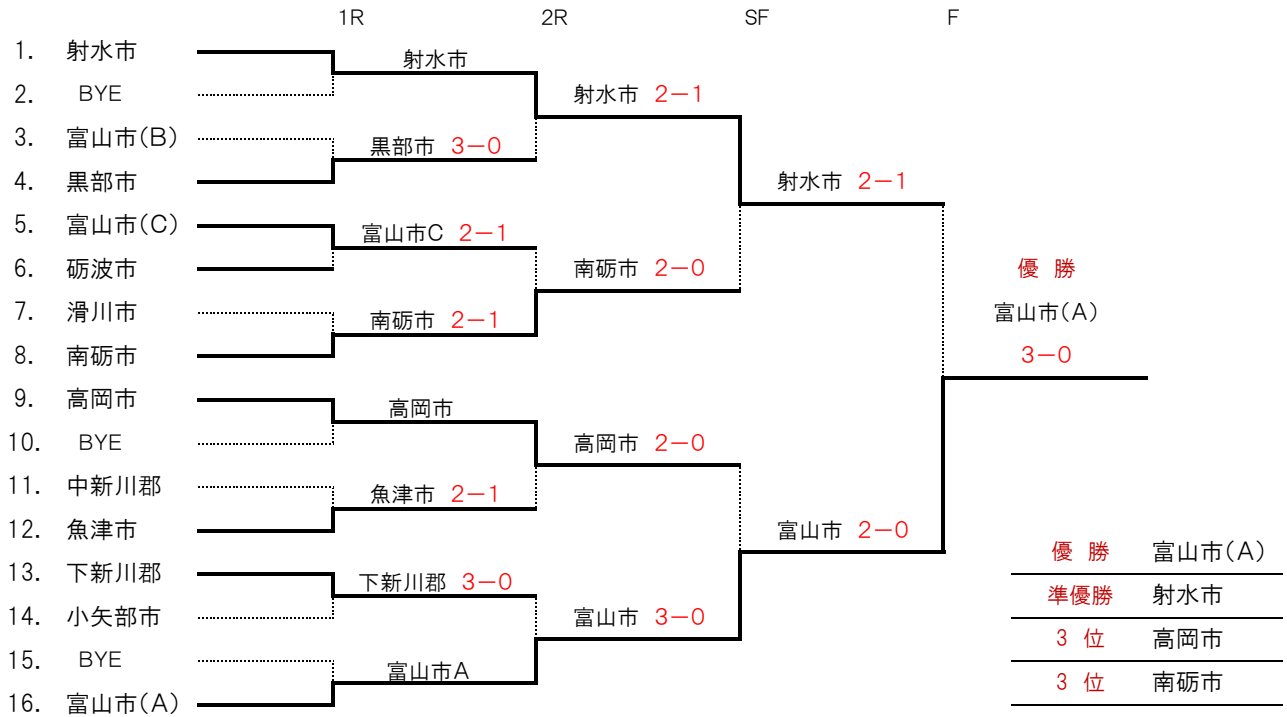 1R 2R SF F
1. 射水市
2. BYE
3. 富山市(B)
4. 黒部市
5. 富山市(C)
6. 砺波市
7. 滑川市
8. 南砺市
9. 高岡市
10. BYE
11. 中新川郡
12. 魚津市
13. 下新川郡
14. 小矢部市
15. BYE
16. 富山市(A)
射水市
黒部市 3-0
富山市C 2-1
南砺市 2-1
高岡市
魚津市 2-1
下新川郡 3-0
富山市A
射水市 2-1
南砺市 2-0
高岡市 2-0
富山市 3-0
射水市 2-1
富山市 2-0
優 勝
富山市(A)
3-0
優 勝 富山市(A)
準優勝 射水市
3 位 高岡市
3 位 南砺市